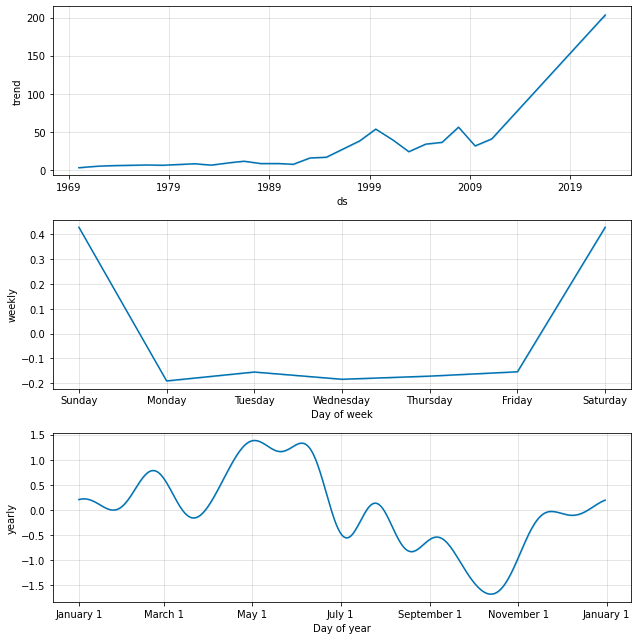 200
150
100
50
0
trend
1969 1979 1989 1999 2009 2019
ds
0.4
0.3
0.2
0.1
0.0
−0.1
−0.2
weekly
Sunday Monday Tuesday Wednesday Thursday Friday Saturday
Day of week
1.5
1.0
0.5
0.0
−0.5
−1.0
−1.5
yearly
January 1 March 1 May 1 July 1 September 1 November 1 January 1
Day of year